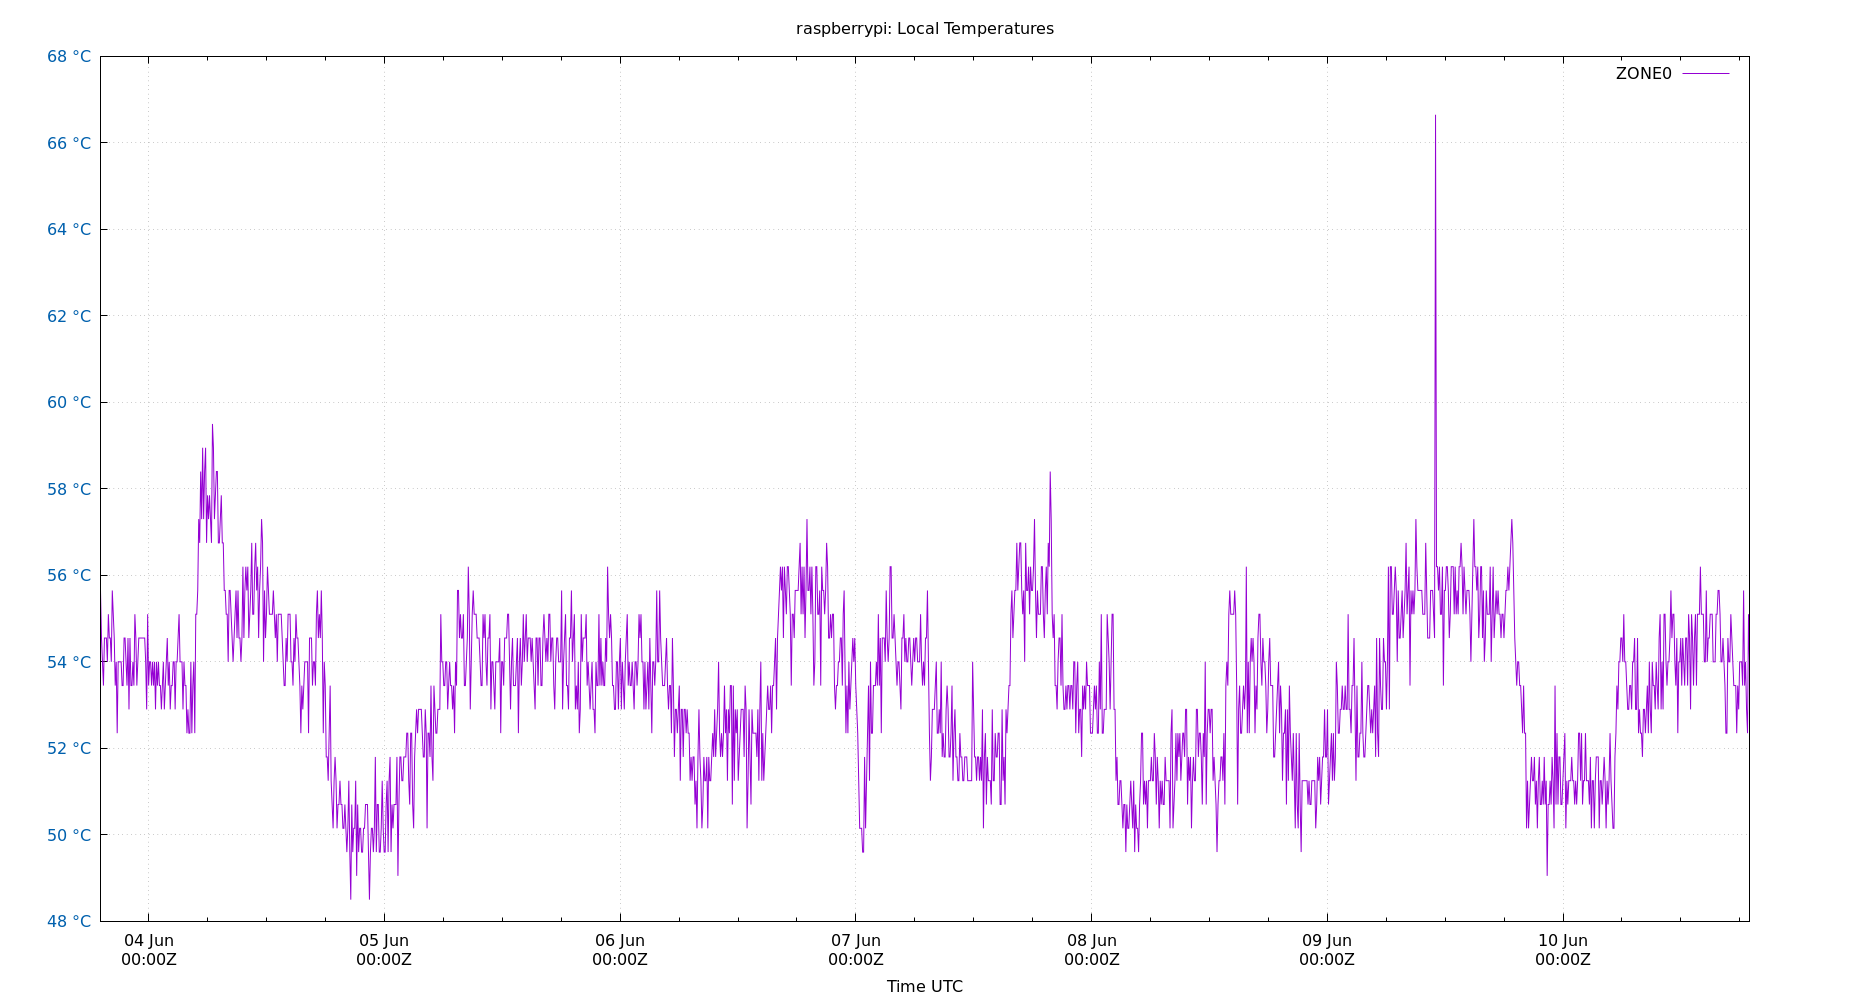 raspberrypi: Local Temperatures
68 °C
ZONE0
66 °C
64 °C
62 °C
60 °C
58 °C
56 °C
54 °C
52 °C
50 °C
48 °C
04 Jun 05 Jun 06 Jun 07 Jun 08 Jun 09 Jun 10 Jun
00:00Z 00:00Z 00:00Z 00:00Z 00:00Z 00:00Z 00:00Z
Time UTC